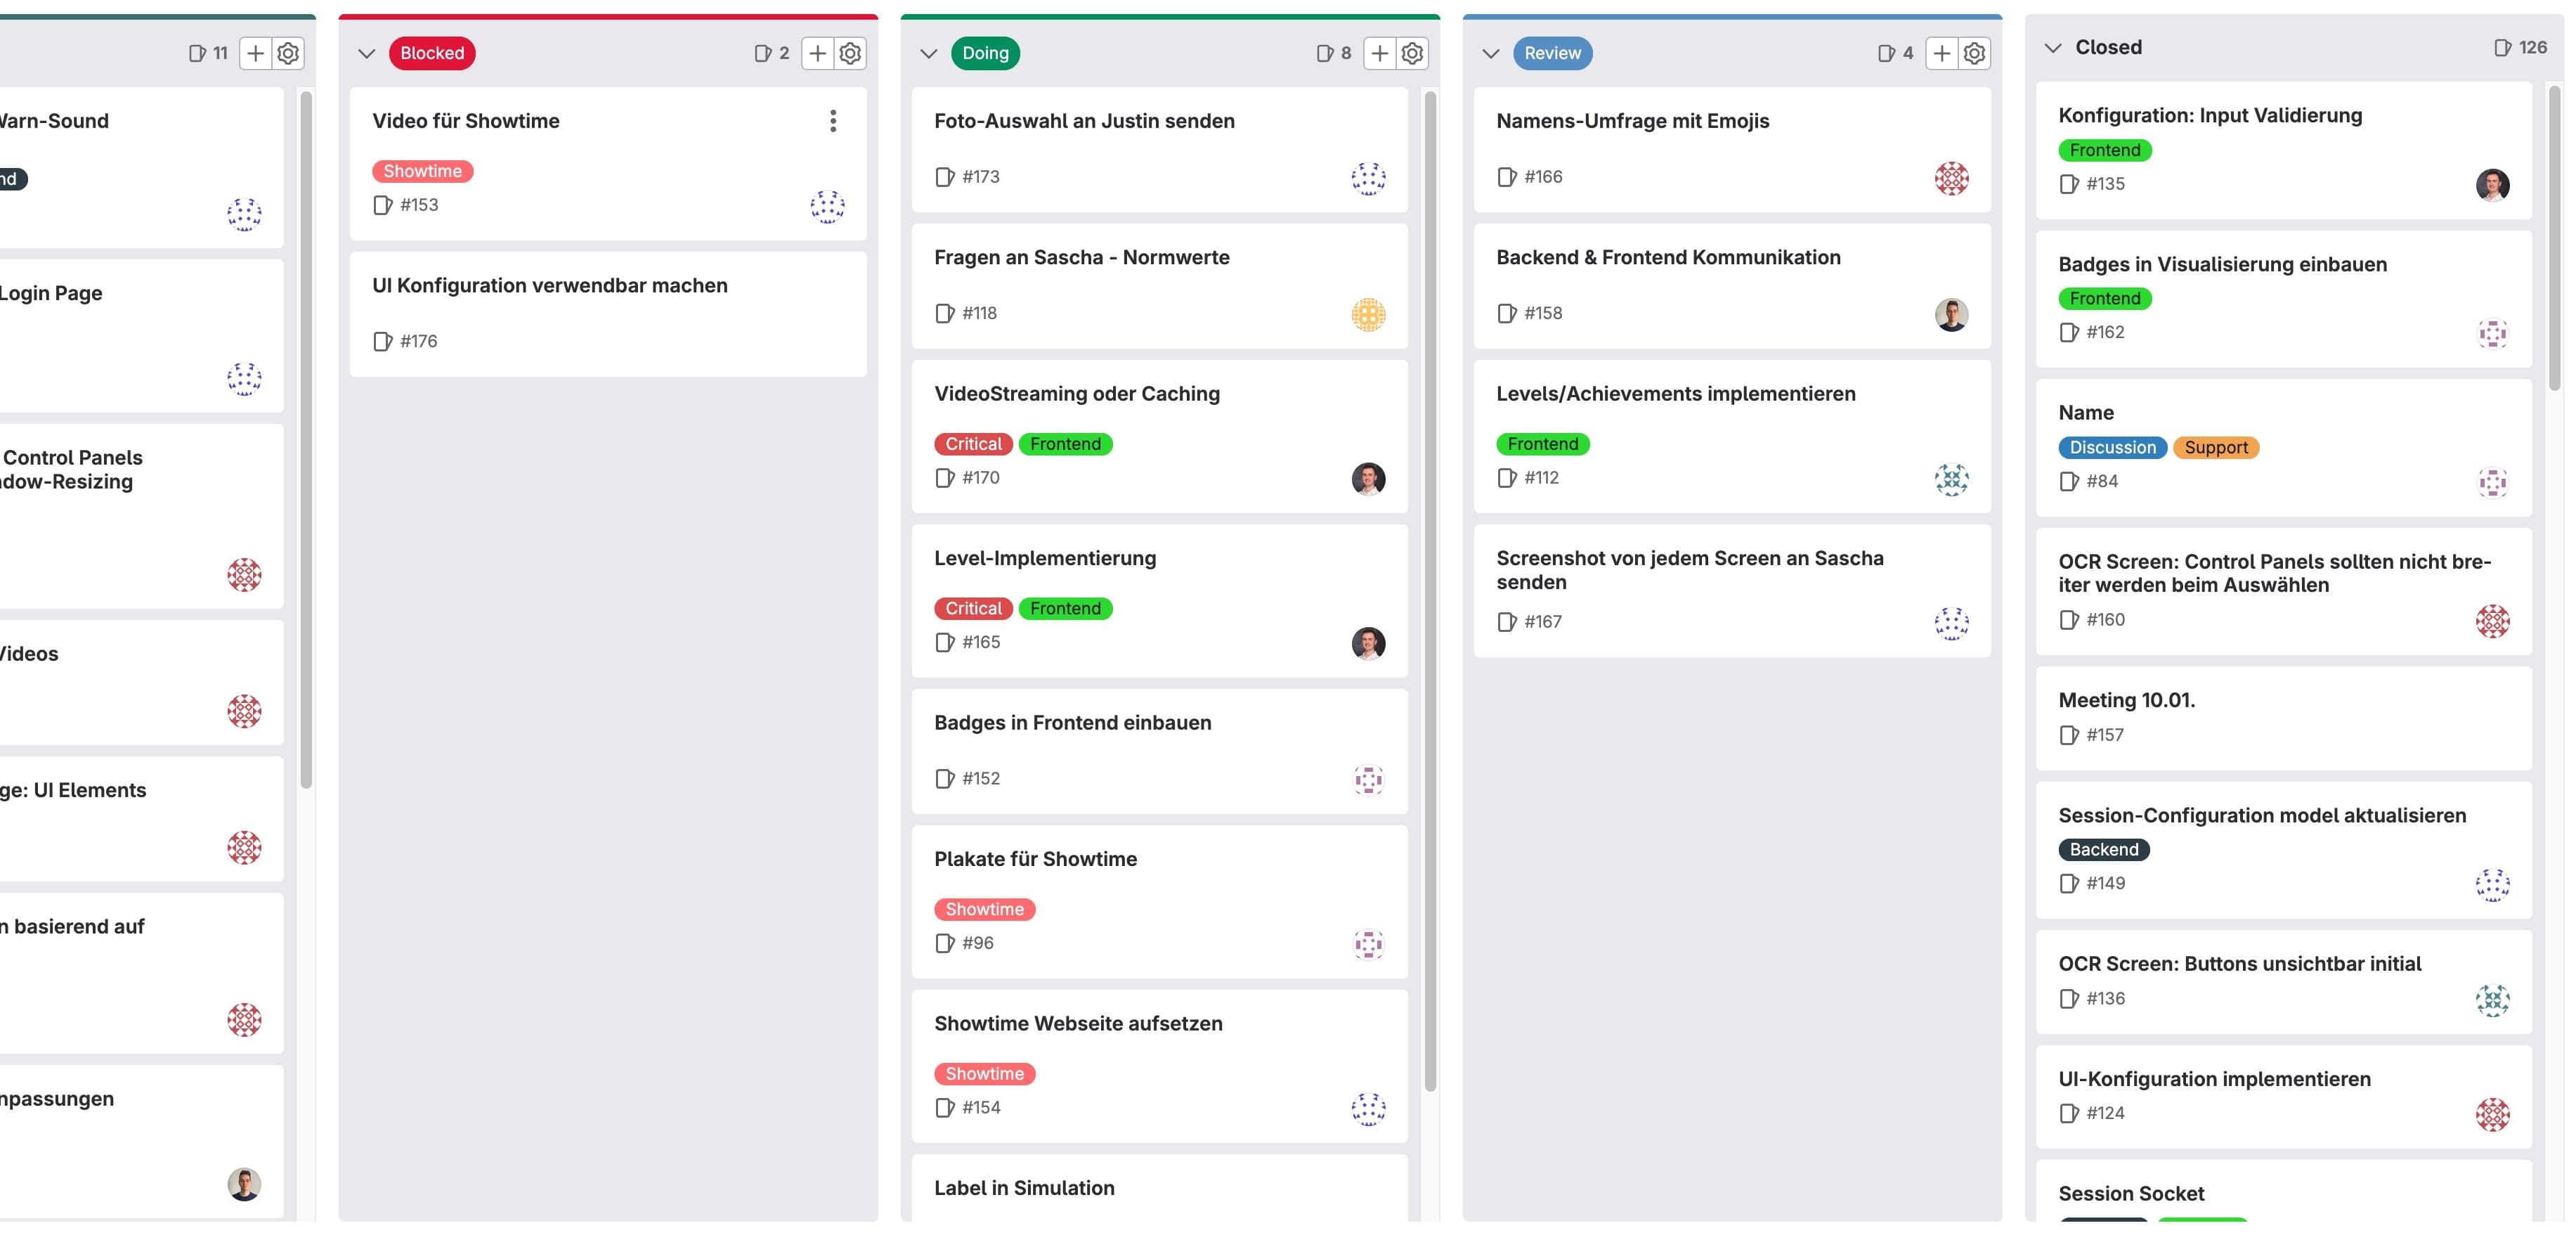 11
Warn-Sound
nd
Login Page
Control Panels
ndow-Resizing
Videos
ge: UI Elements
n basierend auf
npassungen
Blocked
2
Video für Showtime
Showtime
#153
UI Konfiguration verwendbar machen
#176
Doing
8
Foto-Auswahl an Justin senden
#173
Fragen an Sascha - Normwerte
#118
VideoStreaming oder Caching
Critical Frontend
#170
Level-Implementierung
Critical Frontend
#165
Badges in Frontend einbauen
#152
Plakate für Showtime
Showtime
#96
Showtime Webseite aufsetzen
Showtime
#154
Label in Simulation
Review
4
Namens-Umfrage mit Emojis
#166
Backend & Frontend Kommunikation
#158
Levels/Achievements implementieren
Frontend
#112
Screenshot von jedem Screen an Sascha
senden
#167
Closed
126
Konfiguration: Input Validierung
Frontend
#135
Badges in Visualisierung einbauen
Frontend
#162
Name
Discussion Support
#84
OCR Screen: Control Panels sollten nicht bre-
iter werden beim Auswählen
#160
Meeting 10.01.
#157
Session-Configuration model aktualisieren
Backend
#149
OCR Screen: Buttons unsichtbar initial
#136
UI-Konfiguration implementieren
#124
Session Socket